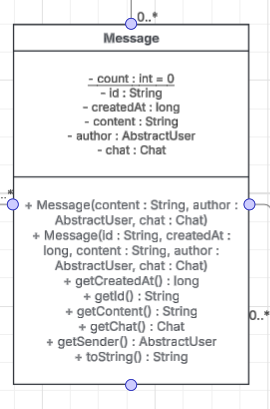 0..*
Message
- count : int = 0
- id : String
- createdAt : long
- content : String
- author : AbstractUser
- chat : Chat
..*
+ Message(content : String, author :
AbstractUser, chat : Chat)
+ Message(id : String, createdAt :
long, content : String, author :
AbstractUser, chat : Chat)
+ getCreatedAt() : long
+ getId() : String
+ getContent() : String
0..*
+ getChat() : Chat
+ getSender() : AbstractUser
+ toString() : String